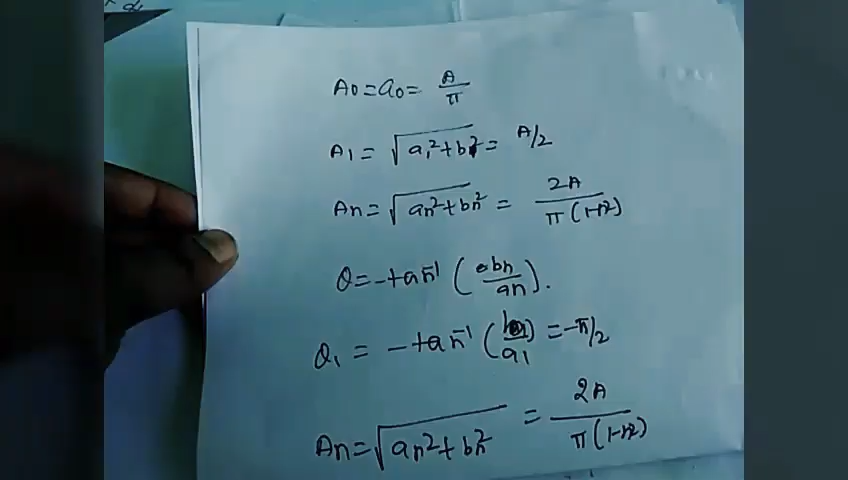 A0 = a0 = A/π
A1 = √(a1² + b1²) = A/2
An = √(an² + bn²) = 2A/π(1-n²)
θ = -tan⁻¹ (bn/an).
θ1 = -tan⁻¹ (b1/a1) = -π/2
An = √(an² + bn²) = 2A/π(1-n²)